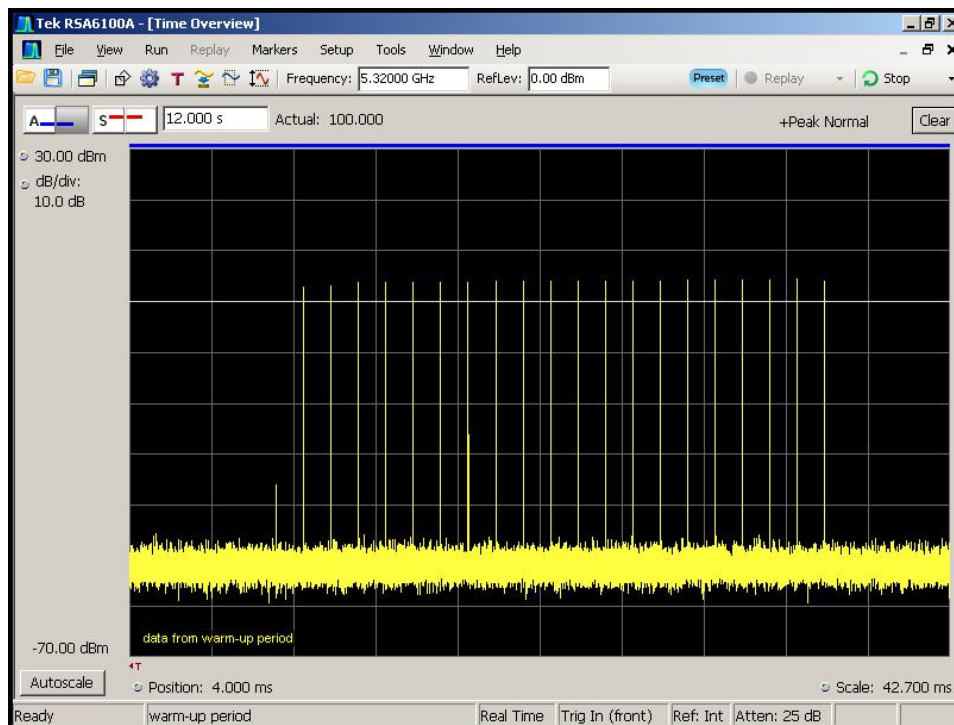 Tek RSA6100A - [Time Overview]
File View Run Replay Markers Setup Tools Window Help
T Frequency: 5.32000 GHz RefLev: 0.00 dBm Preset Replay Stop
A S 12.000 s Actual: 100.000 +Peak Normal Clear
30.00 dBm
dB/div:
10.0 dB
data from warm-up period
-70.00 dBm
T
Autoscale Position: 4.000 ms Scale: 42.700 ms
Ready warm-up period Real Time Trig In (front) Ref: Int Atten: 25 dB